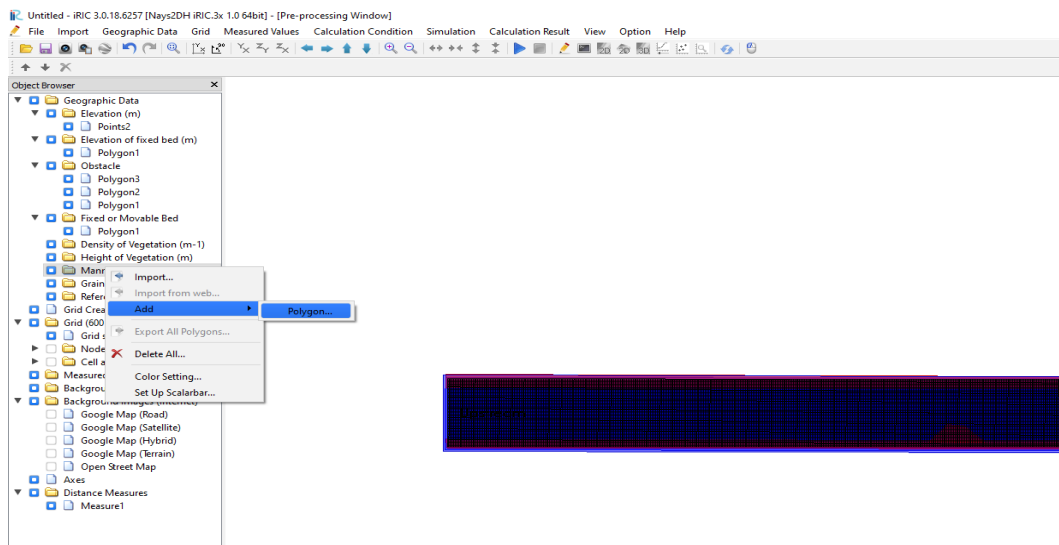 Untitled - iRIC 3.0.18.6257 [Nays2DH iRIC.3x 1.0 64bit] - [Pre-processing Window]
File Import Geographic Data Grid Measured Values Calculation Condition Simulation Calculation Result View Option Help
Object Browser
Geographic Data
Elevation (m)
Points2
Elevation of fixed bed (m)
Polygon1
Obstacle
Polygon3
Polygon2
Polygon1
Fixed or Movable Bed
Polygon1
Density of Vegetation (m-1)
Height of Vegetation (m)
Mann
Import...
Grain
Import from web...
Refer
Add
Polygon...
Grid Crea
Grid (600
Export All Polygons...
Grid s
Node
Delete All...
Cell a
Measured
Color Setting...
Backgrou
Set Up Scalarbar...
Background Images (Internet)
Google Map (Road)
Google Map (Satellite)
Google Map (Hybrid)
Google Map (Terrain)
Open Street Map
Axes
Distance Measures
Measure1